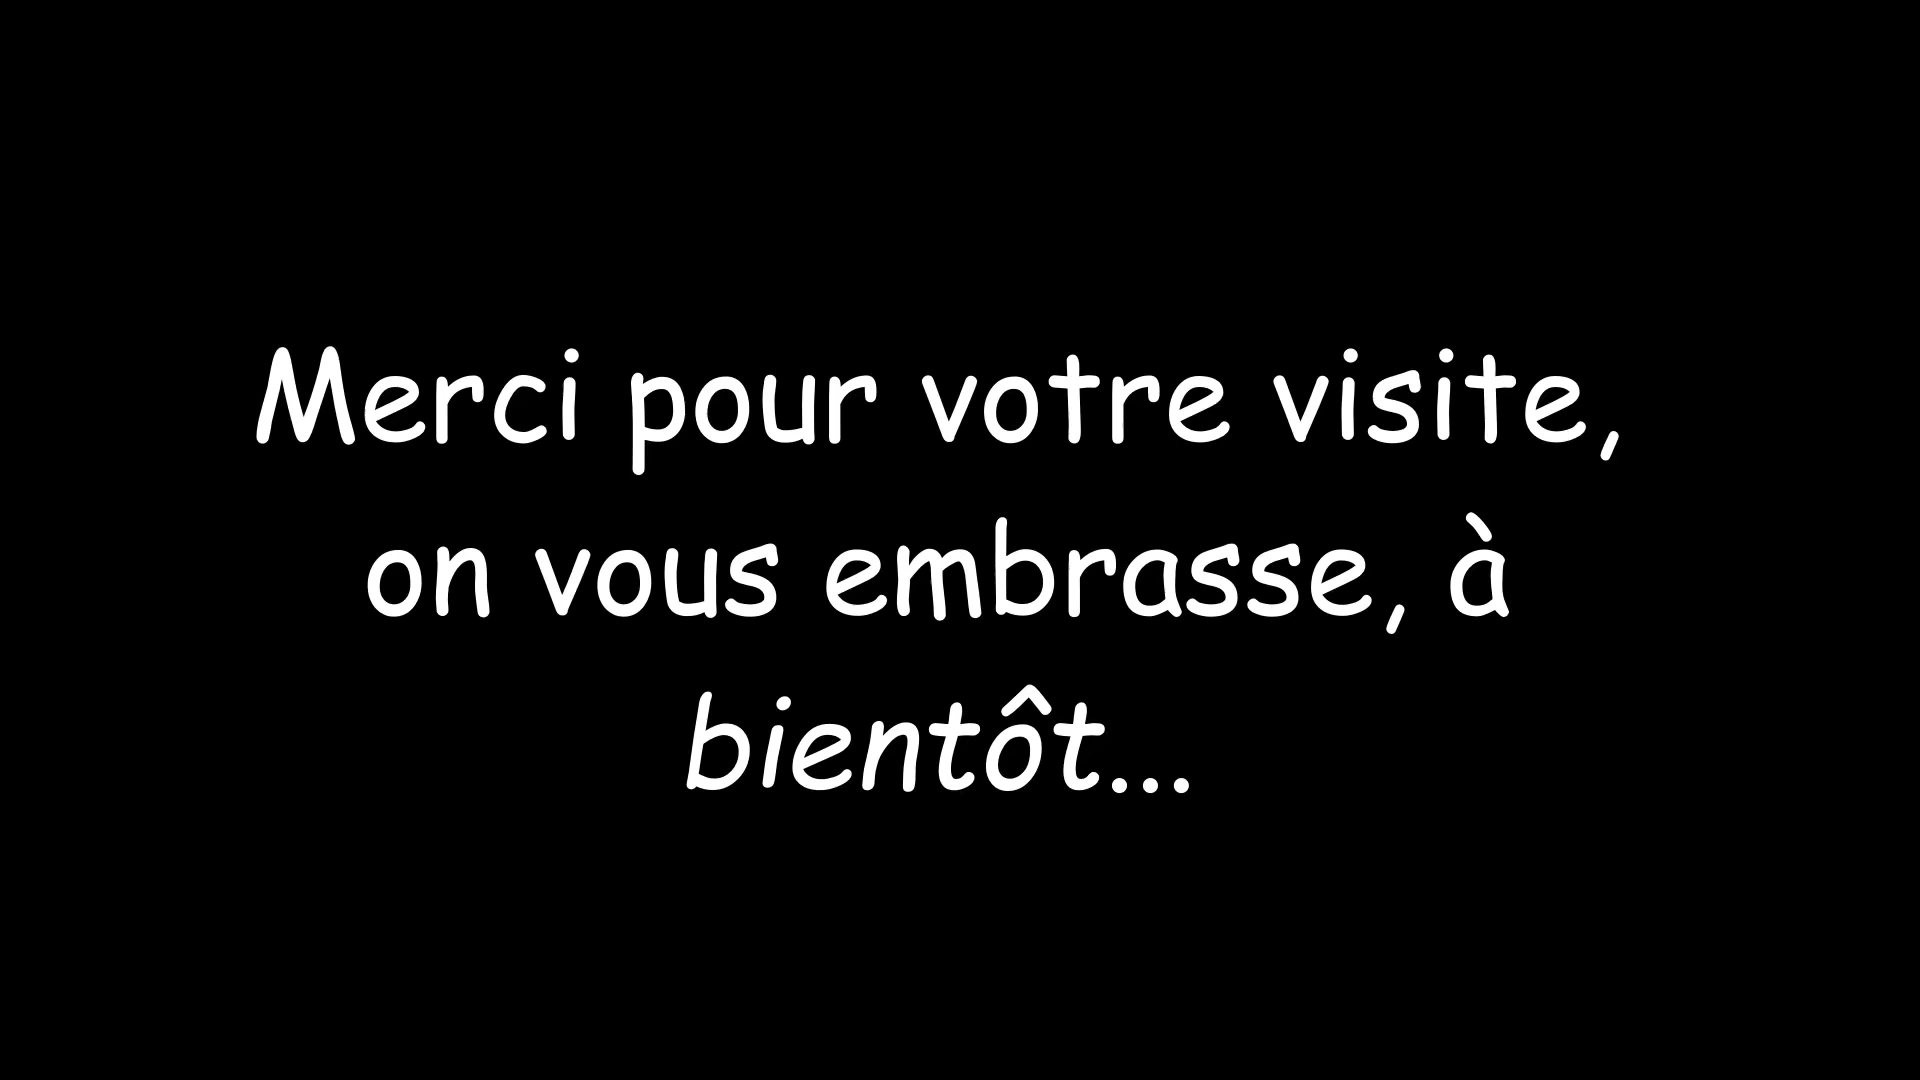 Merci pour votre visite,
on vous embrasse, à
bientôt...